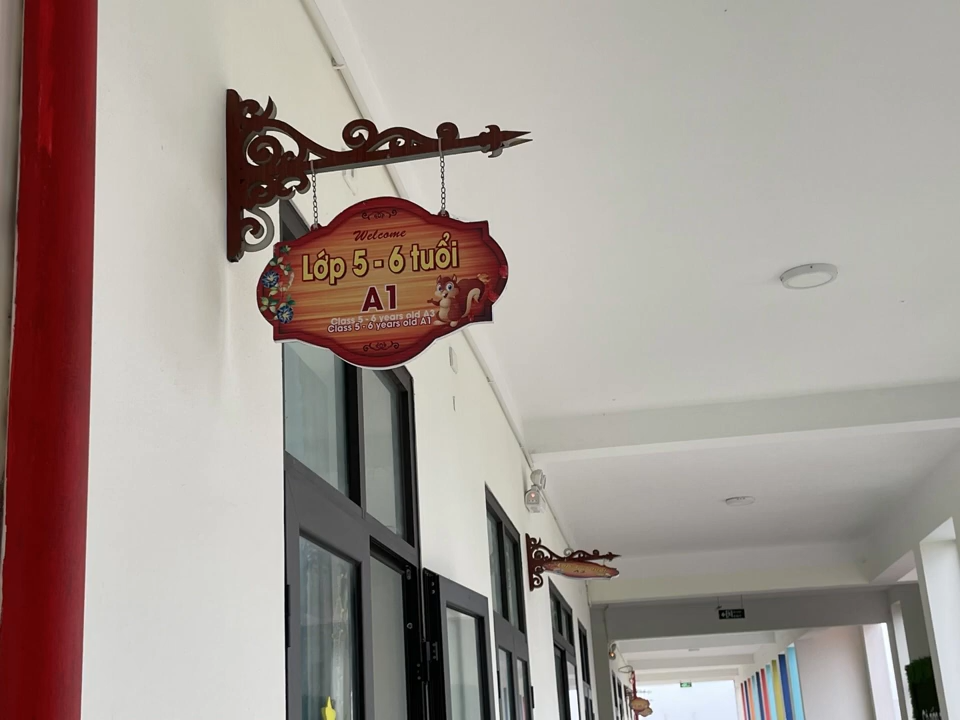 Welcome
Lớp 5 - 6 tuổi
A1
Class 5 - 6 years old A3
Class 5 - 6 years old A1